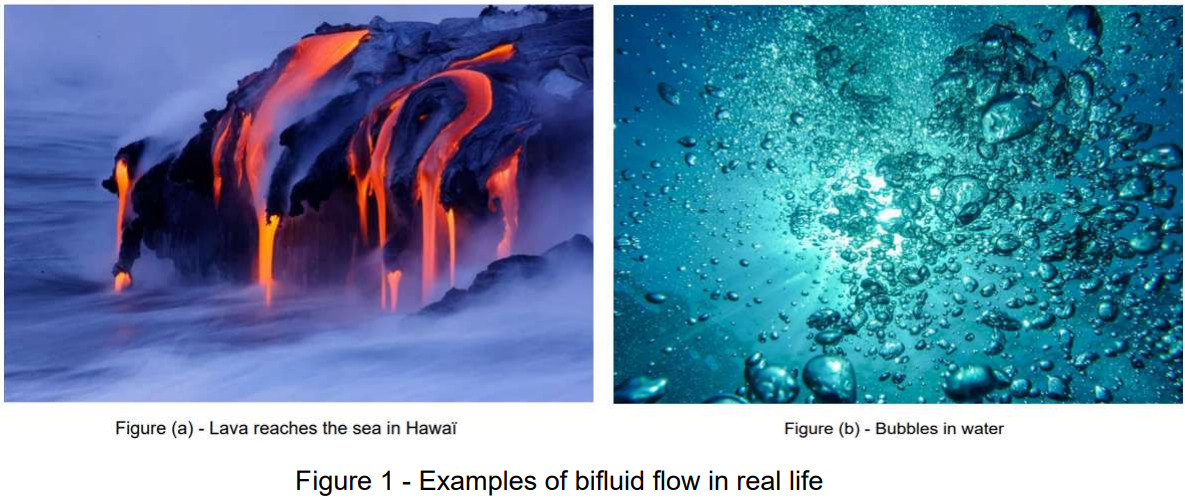 Figure (a) - Lava reaches the sea in Hawaï
Figure (b) - Bubbles in water
Figure 1 - Examples of bifluid flow in real life